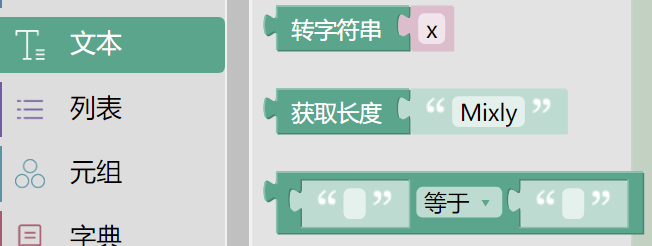 文本
列表
元组
字典
转字符串 x
获取长度 “ Mixly ”
“ ” 等于 “ ”